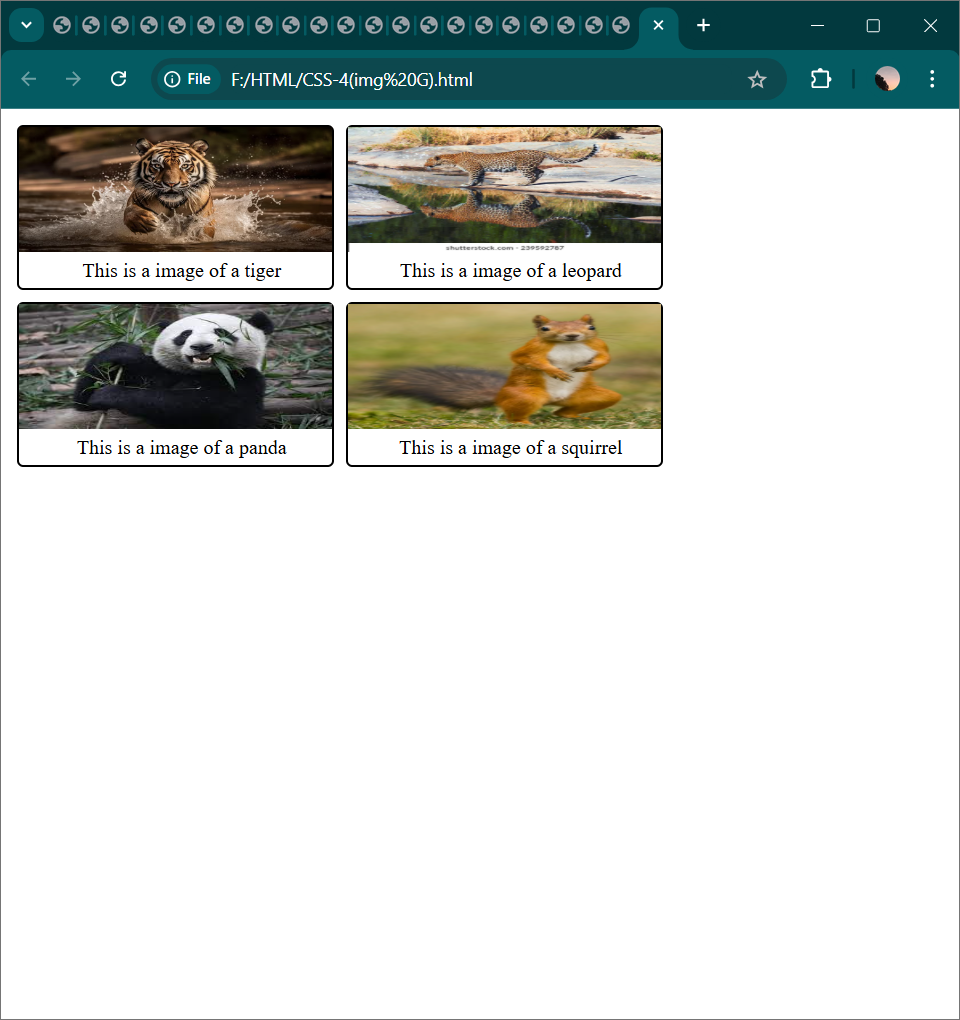 File F:/HTML/CSS-4(img%20G).html
shutterstock.com · 239592787
This is a image of a tiger
This is a image of a leopard
This is a image of a panda
This is a image of a squirrel